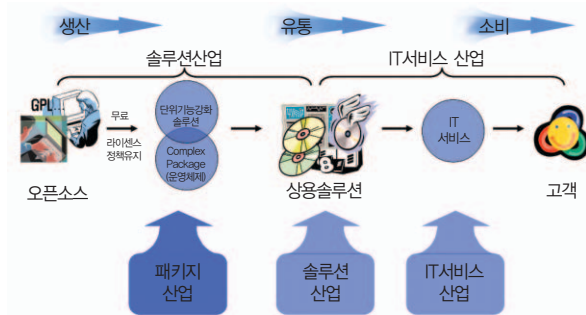 생산
유통
소비
솔루션산업
IT서비스 산업
GPL...
무료
라이센스
정책유지
단위기능강화
솔루션
Complex
Package
(운영체제)
IT
서비스
오픈소스
상용솔루션
고객
패키지
산업
솔루션
산업
IT서비스
산업